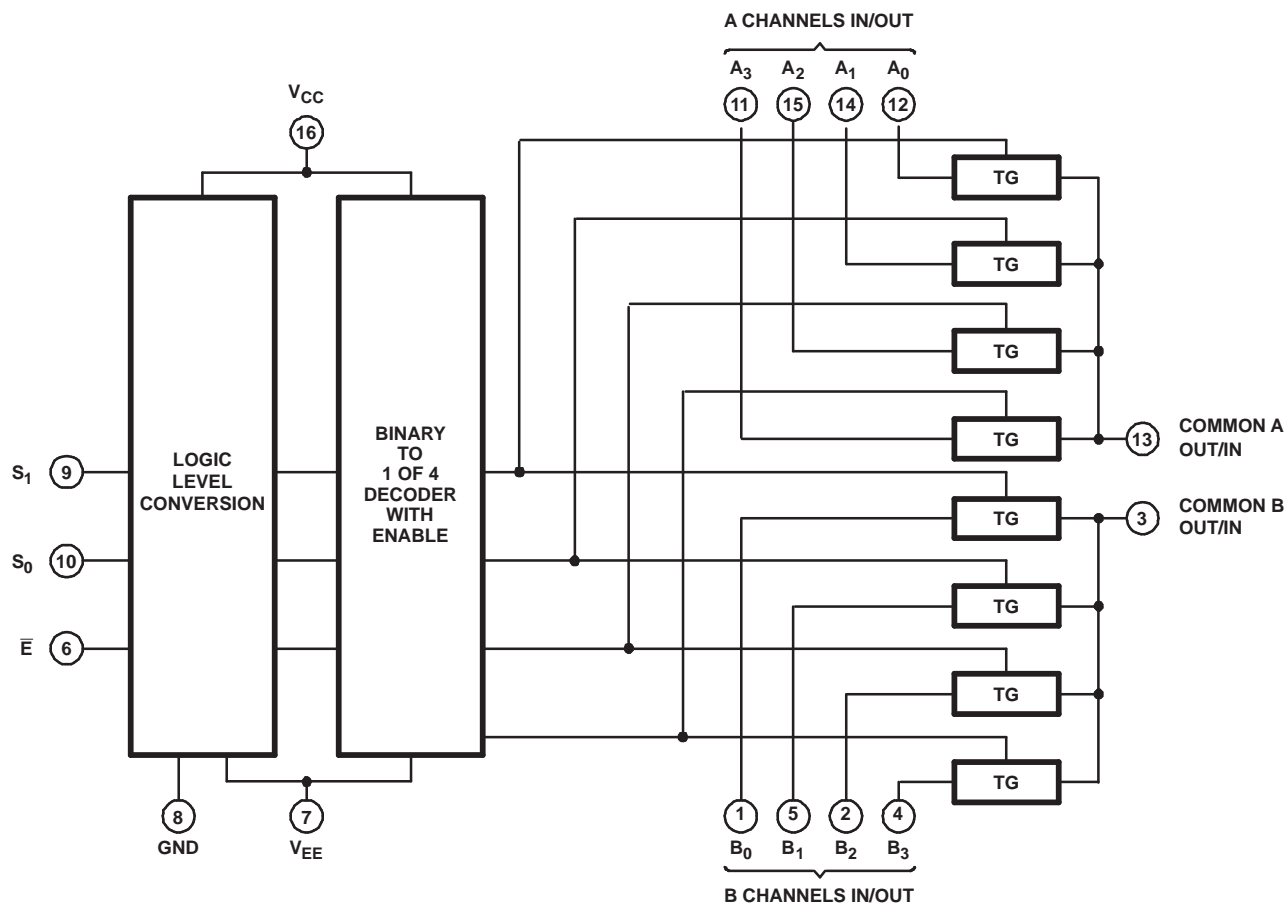 A CHANNELS IN/OUT
A3 A2 A1 A0
11 15 14 12
VCC
16
TG
TG
TG
TG
13 COMMON A
OUT/IN
LOGIC
LEVEL
CONVERSION
BINARY
TO
1 OF 4
DECODER
WITH
ENABLE
S1 9
S0 10
E̅ 6
TG
3 COMMON B
OUT/IN
TG
TG
TG
8
GND
7
VEE
1 5 2 4
B0 B1 B2 B3
B CHANNELS IN/OUT